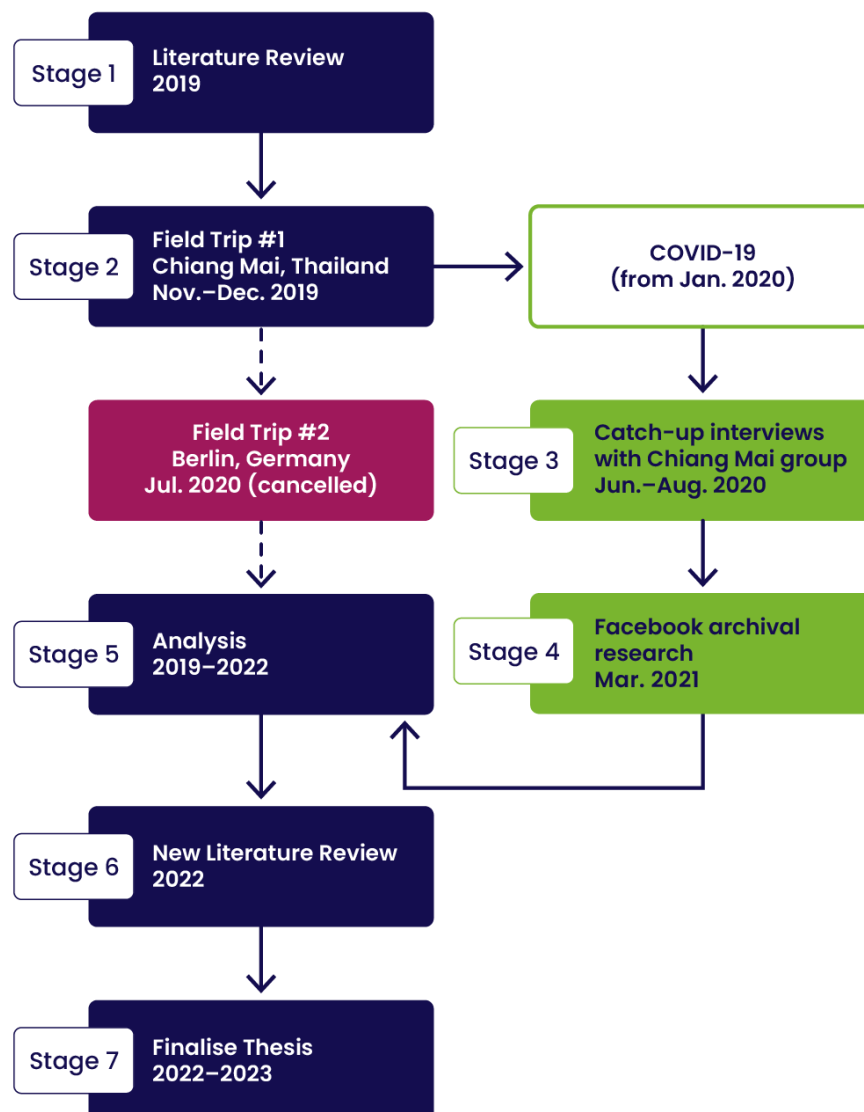 Stage 1
Literature Review
2019
Stage 2
Field Trip #1
Chiang Mai, Thailand
Nov.–Dec. 2019
COVID-19
(from Jan. 2020)
Field Trip #2
Berlin, Germany
Jul. 2020 (cancelled)
Stage 3
Catch-up interviews
with Chiang Mai group
Jun.–Aug. 2020
Stage 4
Facebook archival
research
Mar. 2021
Stage 5
Analysis
2019–2022
Stage 6
New Literature Review
2022
Stage 7
Finalise Thesis
2022–2023